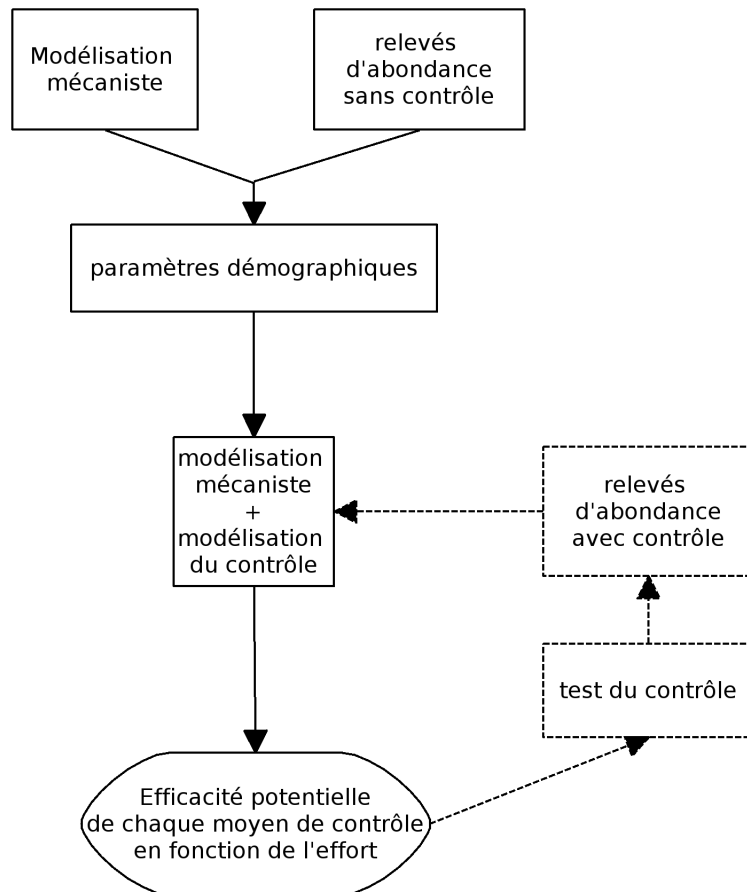 Modélisation
mécaniste
relevés
d'abondance
sans contrôle
paramètres démographiques
modélisation
mécaniste
+
modélisation
du contrôle
relevés
d'abondance
avec contrôle
test du contrôle
Efficacité potentielle
de chaque moyen de contrôle
en fonction de l'effort